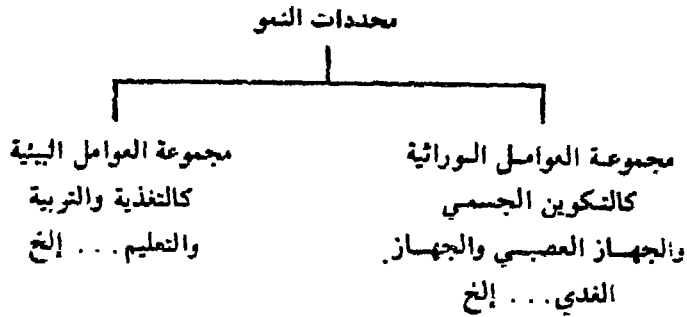 محددات النمو
مجموعة العوامل الوراثية
كالتكوين الجسمي
والجهاز العصبي والجهاز
الغدي... إلخ
مجموعة العوامل البيئية
كالتغذية والتربية
والتعليم... إلخ